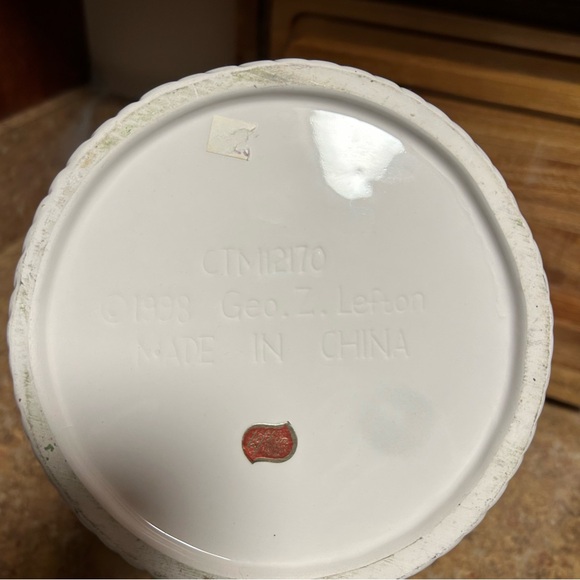 CTM12170
©1998 Geo. Z. Lefton
MADE IN CHINA